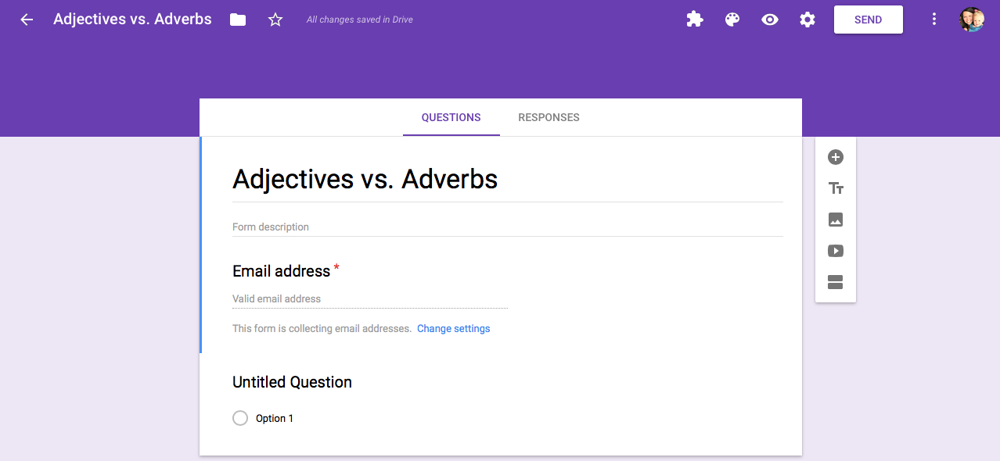 Adjectives vs. Adverbs
All changes saved in Drive
SEND
QUESTIONS
RESPONSES
Adjectives vs. Adverbs
Form description
Email address *
Valid email address
This form is collecting email addresses. Change settings
Untitled Question
Option 1